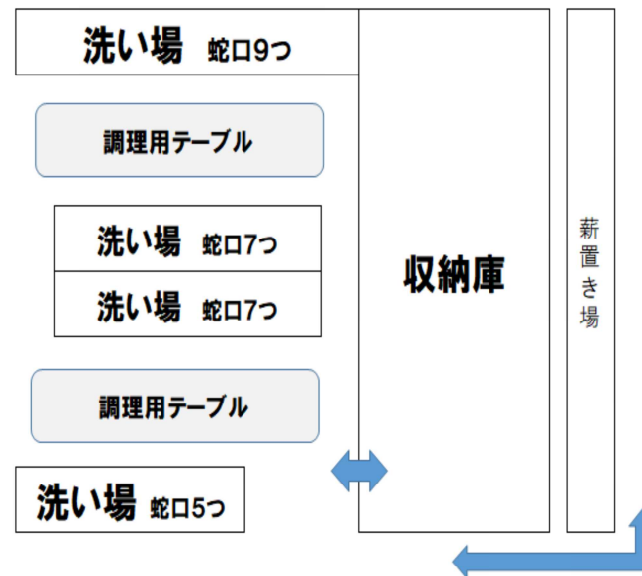 洗い場 蛇口9つ
調理用テーブル
洗い場 蛇口7つ
洗い場 蛇口7つ
調理用テーブル
洗い場 蛇口5つ
収納庫
薪置き場